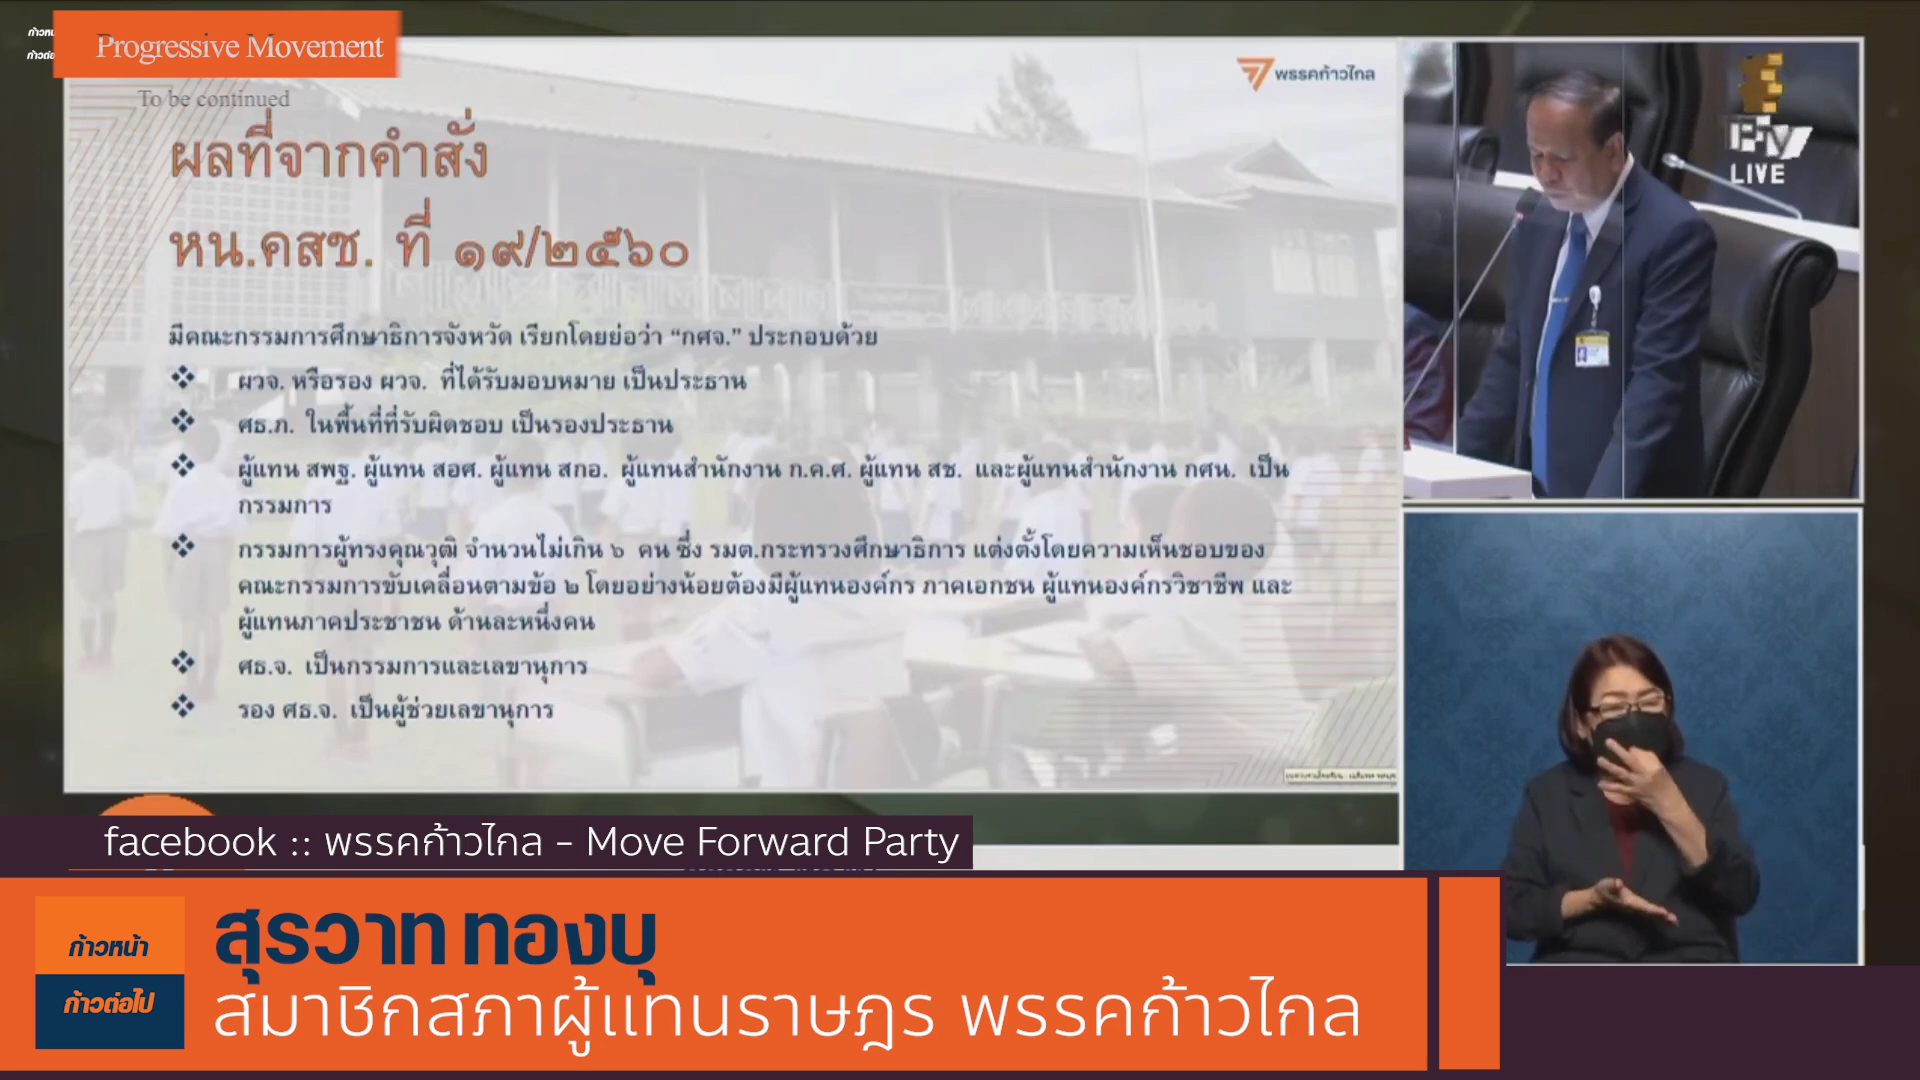 Progressive Movement
To be continued
พรรคก้าวไกล
ผลที่จากคำสั่ง
หน.คสช. ที่ ๑๙/๒๕๖๐
มีคณะกรรมการศึกษาธิการจังหวัด เรียกโดยย่อว่า “กศจ.” ประกอบด้วย
❖ ผวจ. หรือรอง ผวจ. ที่ได้รับมอบหมาย เป็นประธาน
❖ ศธ.ภ. ในพื้นที่ที่รับผิดชอบ เป็นรองประธาน
❖ ผู้แทน สพฐ. ผู้แทน สอศ. ผู้แทน สกอ. ผู้แทนสำนักงาน ก.ค.ศ. ผู้แทน สช. และผู้แทนสำนักงาน กศน. เป็น
กรรมการ
❖ กรรมการผู้ทรงคุณวุฒิ จำนวนไม่เกิน ๖ คน ซึ่ง รมต.กระทรวงศึกษาธิการ แต่งตั้งโดยความเห็นชอบของ
คณะกรรมการขับเคลื่อนตามข้อ ๒ โดยอย่างน้อยต้องมีผู้แทนองค์กร ภาคเอกชน ผู้แทนองค์กรวิชาชีพ และ
ผู้แทนภาคประชาชน ด้านละหนึ่งคน
❖ ศธ.จ. เป็นกรรมการและเลขานุการ
❖ รอง ศธ.จ. เป็นผู้ช่วยเลขานุการ
LIVE
facebook :: พรรคก้าวไกล - Move Forward Party
ก้าวหน้า
ก้าวต่อไป
สุรวาท ทองบุ
สมาชิกสภาผู้แทนราษฎร พรรคก้าวไกล